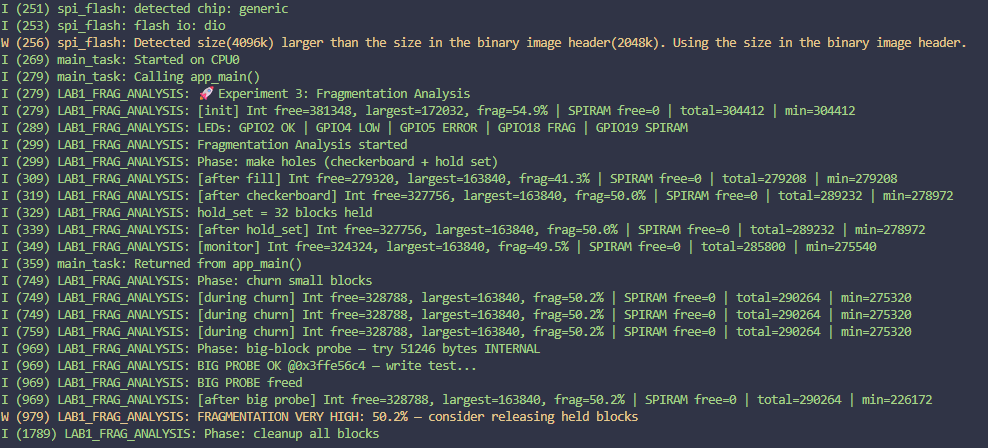 I (251) spi_flash: detected chip: generic
I (253) spi_flash: flash io: dio
W (256) spi_flash: Detected size(4096k) larger than the size in the binary image header(2048k). Using the size in the binary image header.
I (269) main_task: Started on CPU0
I (279) main_task: Calling app_main()
I (279) LAB1_FRAG_ANALYSIS: 🚀 Experiment 3: Fragmentation Analysis
I (279) LAB1_FRAG_ANALYSIS: [init] Int free=381348, largest=172032, frag=54.9% | SPIRAM free=0 | total=304412 | min=304412
I (289) LAB1_FRAG_ANALYSIS: LEDs: GPIO2 OK | GPIO4 LOW | GPIO5 ERROR | GPIO18 FRAG | GPIO19 SPIRAM
I (299) LAB1_FRAG_ANALYSIS: Fragmentation Analysis started
I (299) LAB1_FRAG_ANALYSIS: Phase: make holes (checkerboard + hold set)
I (309) LAB1_FRAG_ANALYSIS: [after fill] Int free=279320, largest=163840, frag=41.3% | SPIRAM free=0 | total=279208 | min=279208
I (319) LAB1_FRAG_ANALYSIS: [after checkerboard] Int free=327756, largest=163840, frag=50.0% | SPIRAM free=0 | total=289232 | min=278972
I (329) LAB1_FRAG_ANALYSIS: hold_set = 32 blocks held
I (339) LAB1_FRAG_ANALYSIS: [after hold_set] Int free=327756, largest=163840, frag=50.0% | SPIRAM free=0 | total=289232 | min=278972
I (349) LAB1_FRAG_ANALYSIS: [monitor] Int free=324324, largest=163840, frag=49.5% | SPIRAM free=0 | total=285800 | min=275540
I (359) main_task: Returned from app_main()
I (749) LAB1_FRAG_ANALYSIS: Phase: churn small blocks
I (749) LAB1_FRAG_ANALYSIS: [during churn] Int free=328788, largest=163840, frag=50.2% | SPIRAM free=0 | total=290264 | min=275320
I (749) LAB1_FRAG_ANALYSIS: [during churn] Int free=328788, largest=163840, frag=50.2% | SPIRAM free=0 | total=290264 | min=275320
I (759) LAB1_FRAG_ANALYSIS: [during churn] Int free=328788, largest=163840, frag=50.2% | SPIRAM free=0 | total=290264 | min=275320
I (969) LAB1_FRAG_ANALYSIS: Phase: big-block probe — try 51246 bytes INTERNAL
I (969) LAB1_FRAG_ANALYSIS: BIG PROBE OK @0x3ffe56c4 — write test...
I (969) LAB1_FRAG_ANALYSIS: BIG PROBE freed
I (969) LAB1_FRAG_ANALYSIS: [after big probe] Int free=328788, largest=163840, frag=50.2% | SPIRAM free=0 | total=290264 | min=226172
W (979) LAB1_FRAG_ANALYSIS: FRAGMENTATION VERY HIGH: 50.2% — consider releasing held blocks
I (1789) LAB1_FRAG_ANALYSIS: Phase: cleanup all blocks